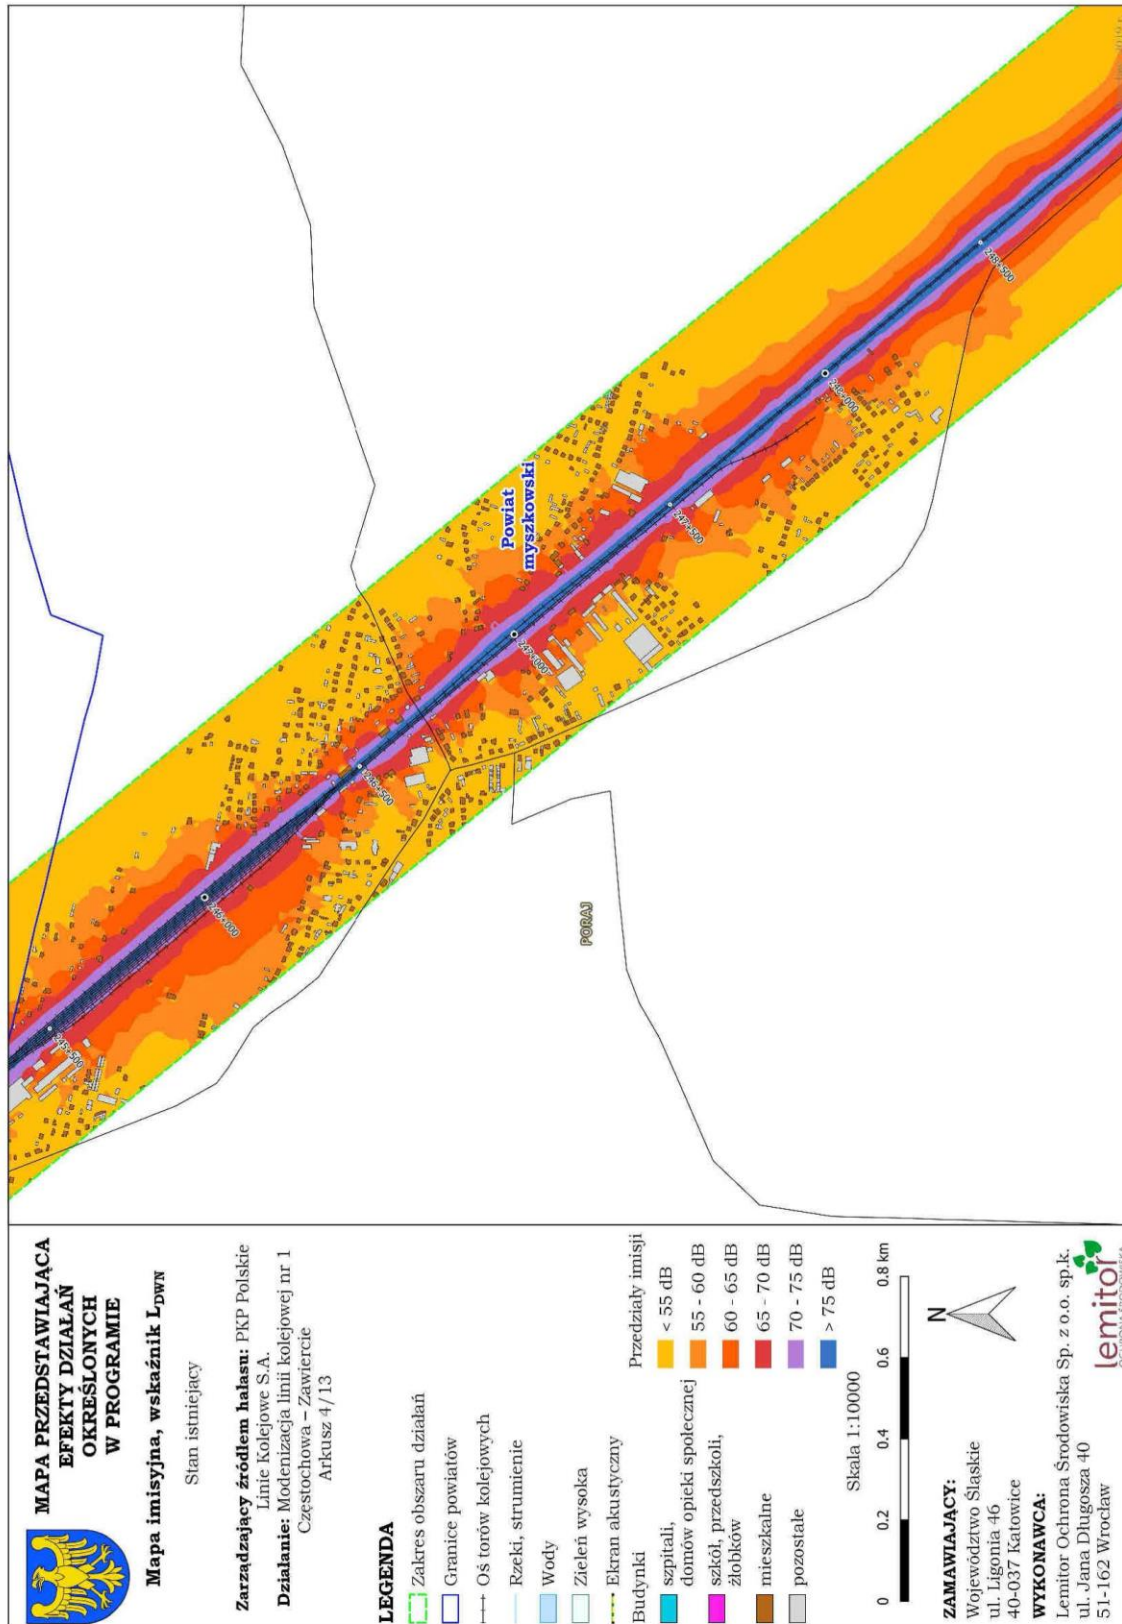 MAPA PRZEDSTAWIAJĄCA
EFEKTY DZIAŁAŃ
OKREŚLONYCH
W PROGRAMIE
Mapa imisyjna, wskaźnik LDWN
Stan istniejacy
Zarządzający źródłem hałasu: PKP Polskie
Linie Kolejowe S.A.
Działanie: Modenizacja linii kolejowej nr 1
Częstochowa – Zawiercie
Arkusz 4/13
LEGENDA
Zakres obszaru działań
Granice powiatów
Oś torów kolejowych
Rzeki, strumienie
Wody
Zieleń wysoka
Ekran akustyczny
Budynki
szpitali,
domów opieki społecznej
szkół, przedszkoli,
żłobków
mieszkalne
pozostałe
Przedziały imisji
< 55 dB
55 - 60 dB
60 - 65 dB
65 - 70 dB
70 - 75 dB
> 75 dB
Skala 1:10000
0 0.2 0.4 0.6 0.8 km
N
ZAMAWIAJĄCY:
Województwo Śląskie
ul. Ligonia 46
40-037 Katowice
WYKONAWCA:
Lemitor Ochrona Środowiska Sp. z o.o. sp.k.
ul. Jana Długosza 40
51-162 Wrocław
lemitor
OCHRONA ŚRODOWISKA
245+500
246+000
246+500
247+000
247+500
248+000
248+500
Powiat
myszkowski
PORAJ